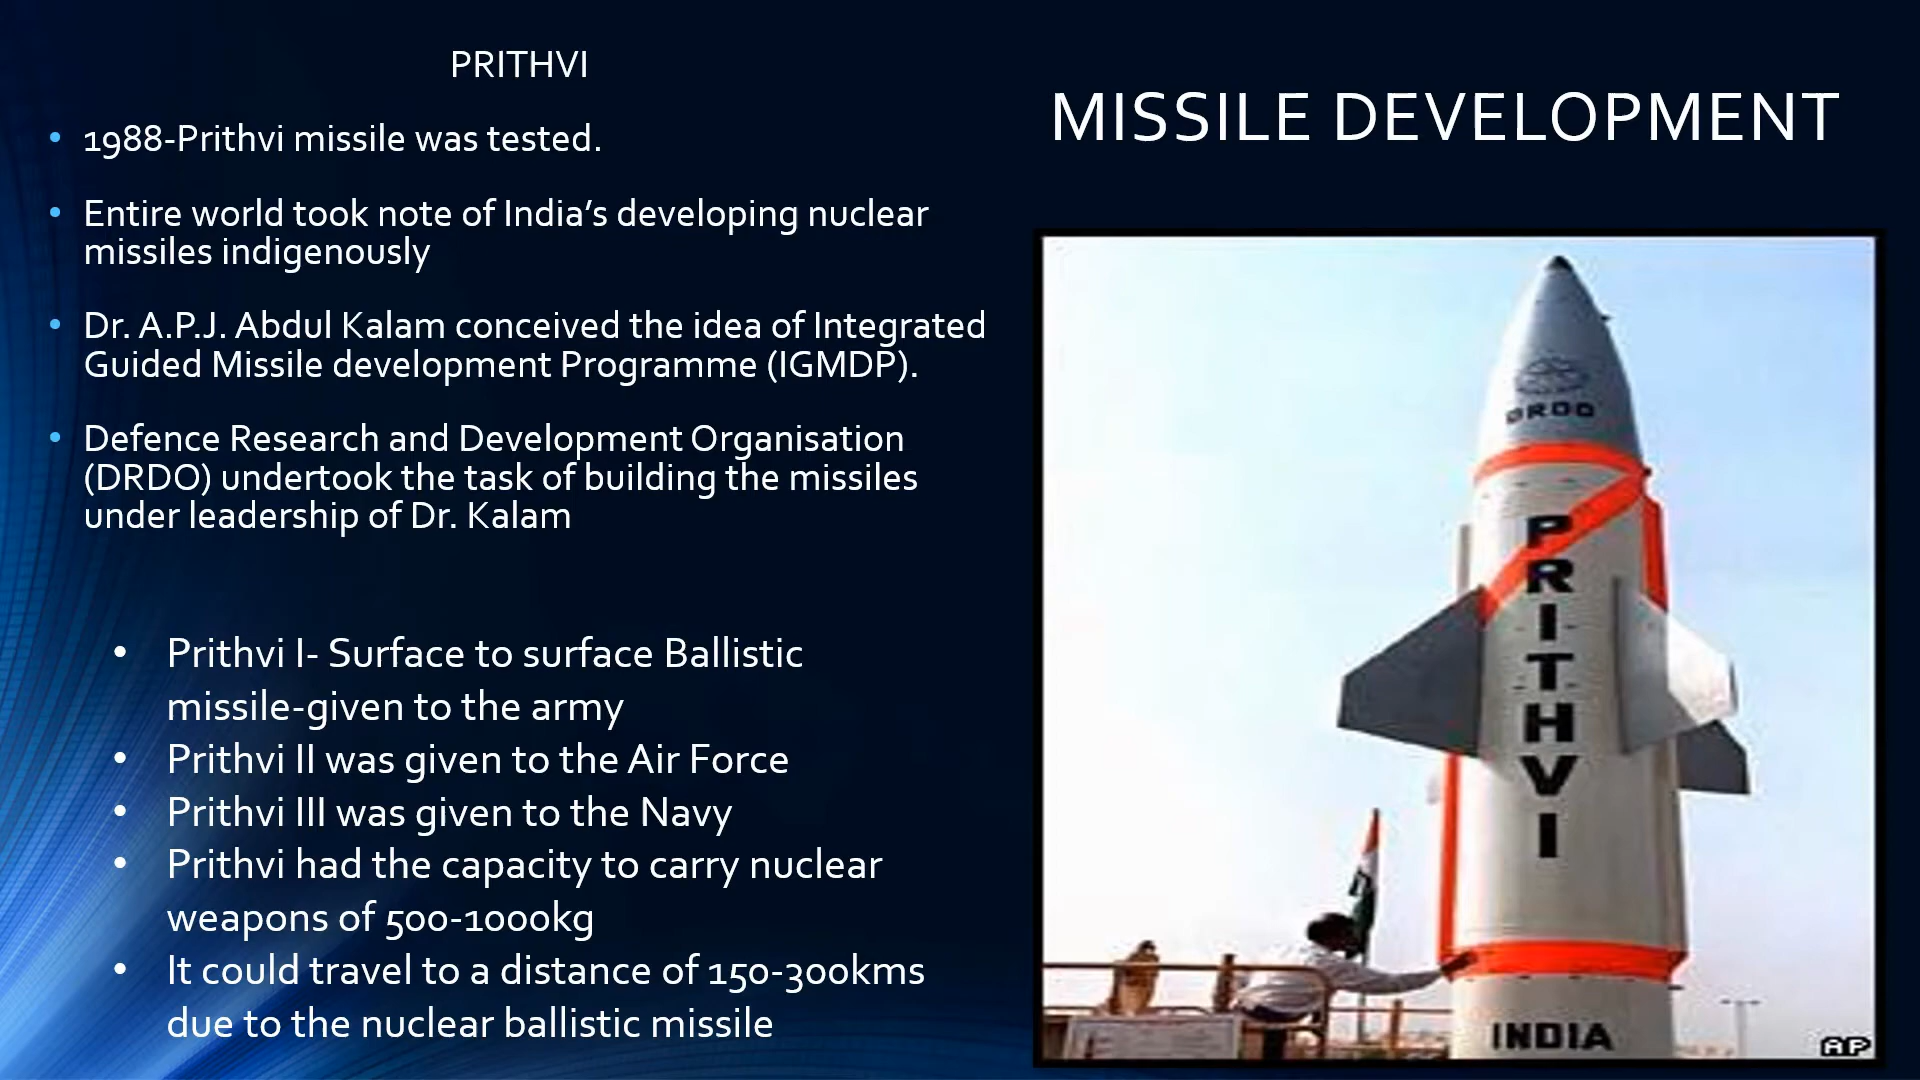 PRITHVI
MISSILE DEVELOPMENT
• 1988-Prithvi missile was tested.
• Entire world took note of India’s developing nuclear
missiles indigenously
• Dr. A.P.J. Abdul Kalam conceived the idea of Integrated
Guided Missile development Programme (IGMDP).
• Defence Research and Development Organisation
(DRDO) undertook the task of building the missiles
under leadership of Dr. Kalam
• Prithvi I- Surface to surface Ballistic
missile-given to the army
• Prithvi II was given to the Air Force
• Prithvi III was given to the Navy
• Prithvi had the capacity to carry nuclear
weapons of 500-1000kg
• It could travel to a distance of 150-300kms
due to the nuclear ballistic missile
DRDO
PRITHVI
INDIA
AP